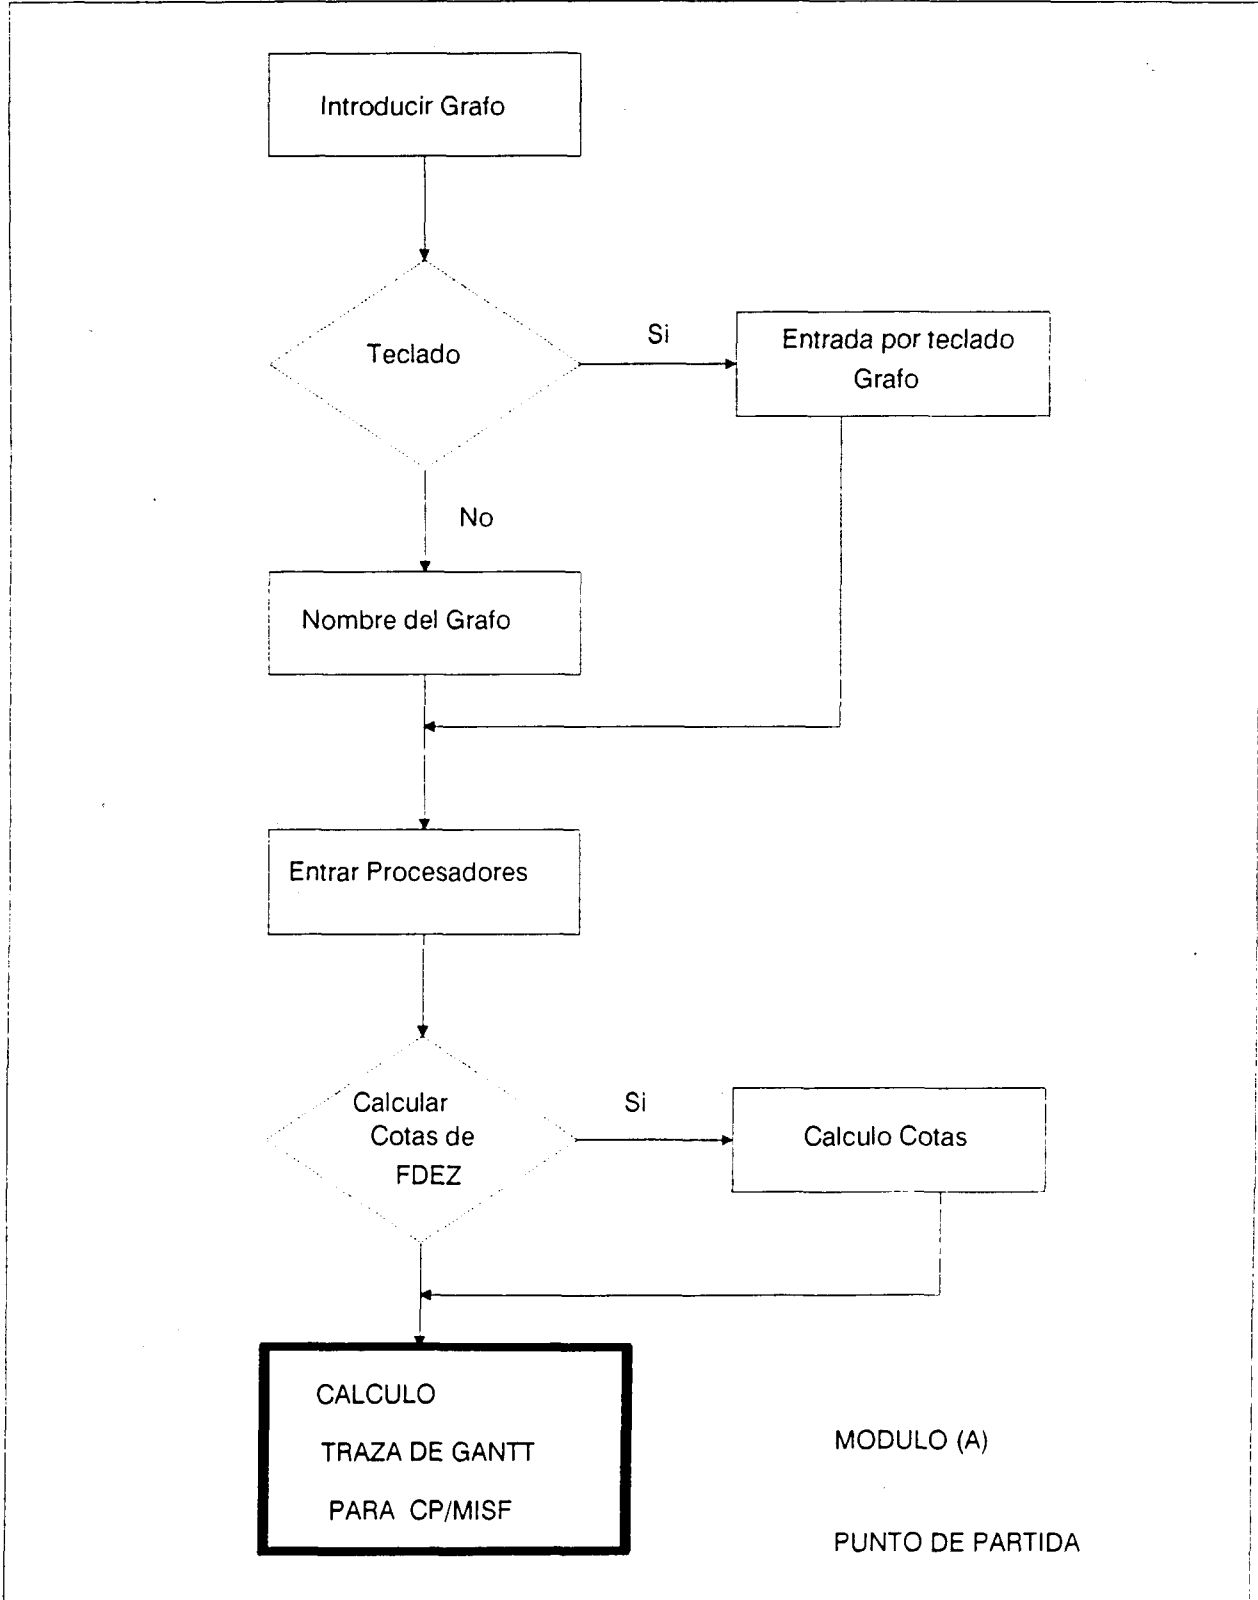 Introducir Grafo
Teclado
Si
Entrada por teclado
Grafo
No
Nombre del Grafo
Entrar Procesadores
Calcular
Cotas de
FDEZ
Si
Calculo Cotas
CALCULO
TRAZA DE GANTT
PARA CP/MISF
MODULO (A)
PUNTO DE PARTIDA